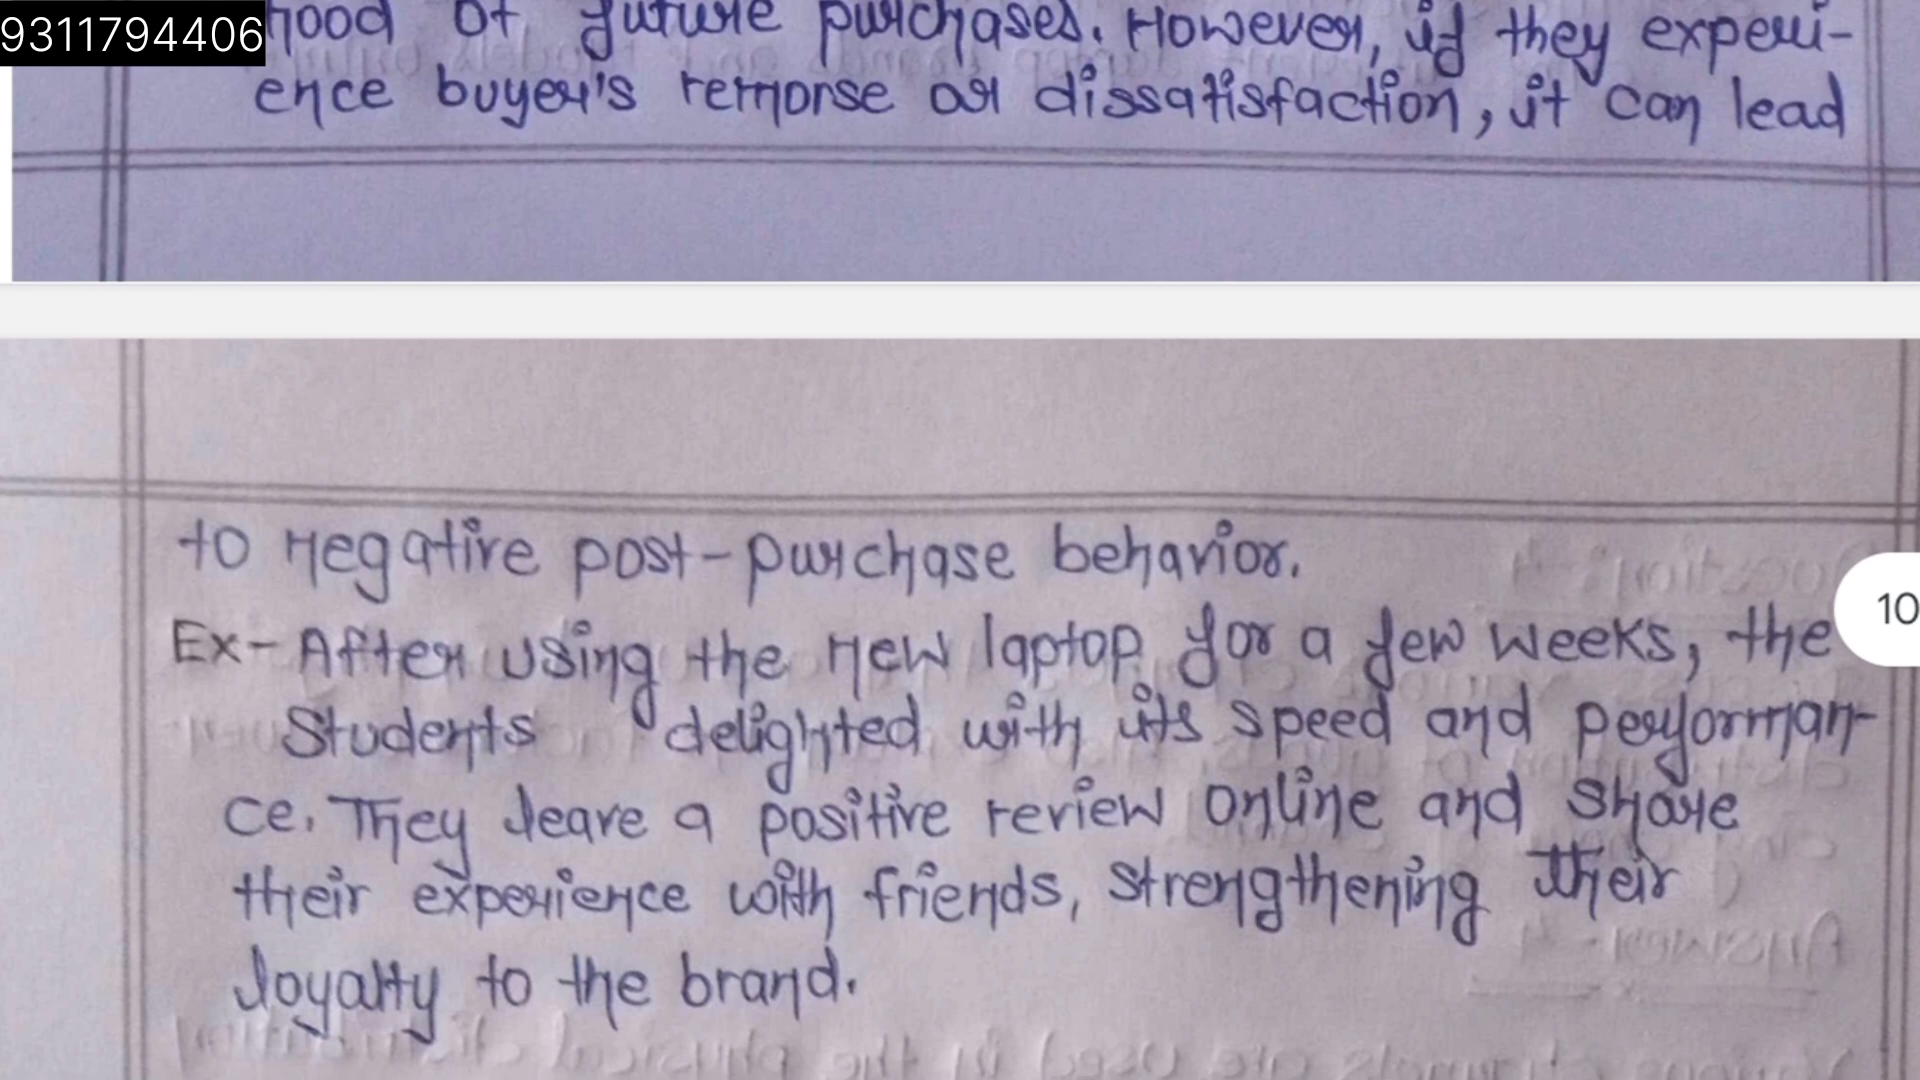 9311794406
hood of future purchases. However, if they experi-
ence buyer's remorse or dissatisfaction, it can lead
to negative post-purchase behavior.
10
Ex- After using the new laptop for a few weeks, the
Students delighted with its speed and performan-
ce. They leave a positive review online and share
their experience with friends, strengthening their
loyalty to the brand.